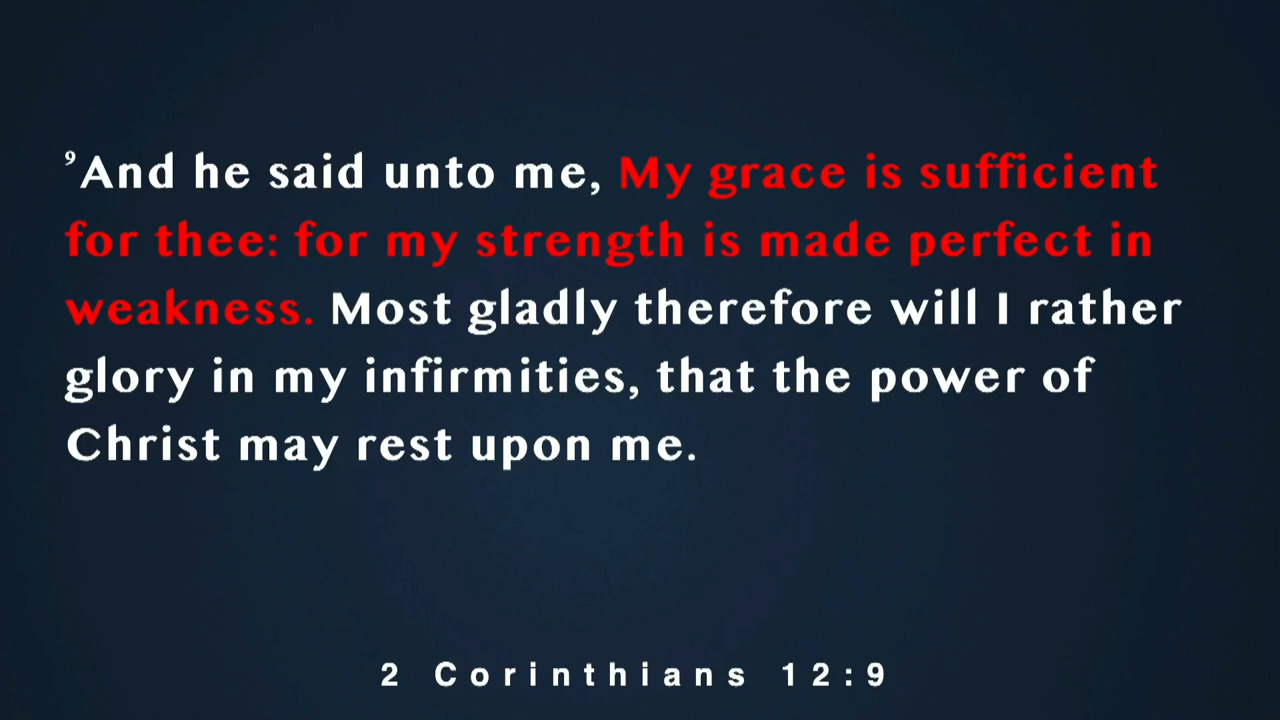 ⁹And he said unto me, My grace is sufficient
for thee: for my strength is made perfect in
weakness. Most gladly therefore will I rather
glory in my infirmities, that the power of
Christ may rest upon me.
2 Corinthians 12:9